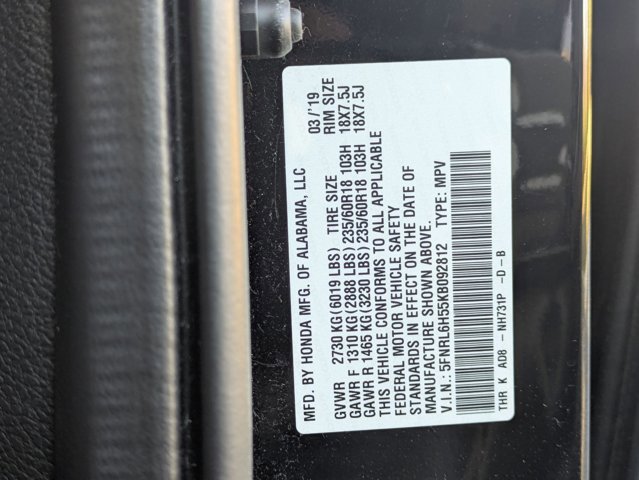 MFD. BY HONDA MFG. OF ALABAMA, LLC 03/'19
GVWR 2730 KG(6019 LBS) TIRE SIZE RIM SIZE
GAWR F 1310 KG(2888 LBS)235/60R18 103H 18X7.5J
GAWR R 1465 KG(3230 LBS)235/60R18 103H 18X7.5J
THIS VEHICLE CONFORMS TO ALL APPLICABLE
FEDERAL MOTOR VEHICLE SAFETY
STANDARDS IN EFFECT ON THE DATE OF
MANUFACTURE SHOWN ABOVE.
V.I.N.: 5FNRL6H55KB092812 TYPE: MPV
THR K AD8 - NH731P -D-B